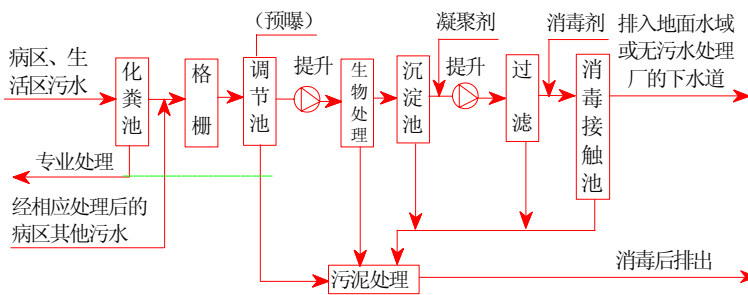 (预曝)
凝聚剂
消毒剂
排入地面水域
或无污水处理
厂的下水道
病区、生
活区污水
化粪池
格栅
调节池
提升
生物处理
沉淀池
提升
过滤
消毒接触池
专业处理
经相应处理后的
病区其他污水
污泥处理
消毒后排出